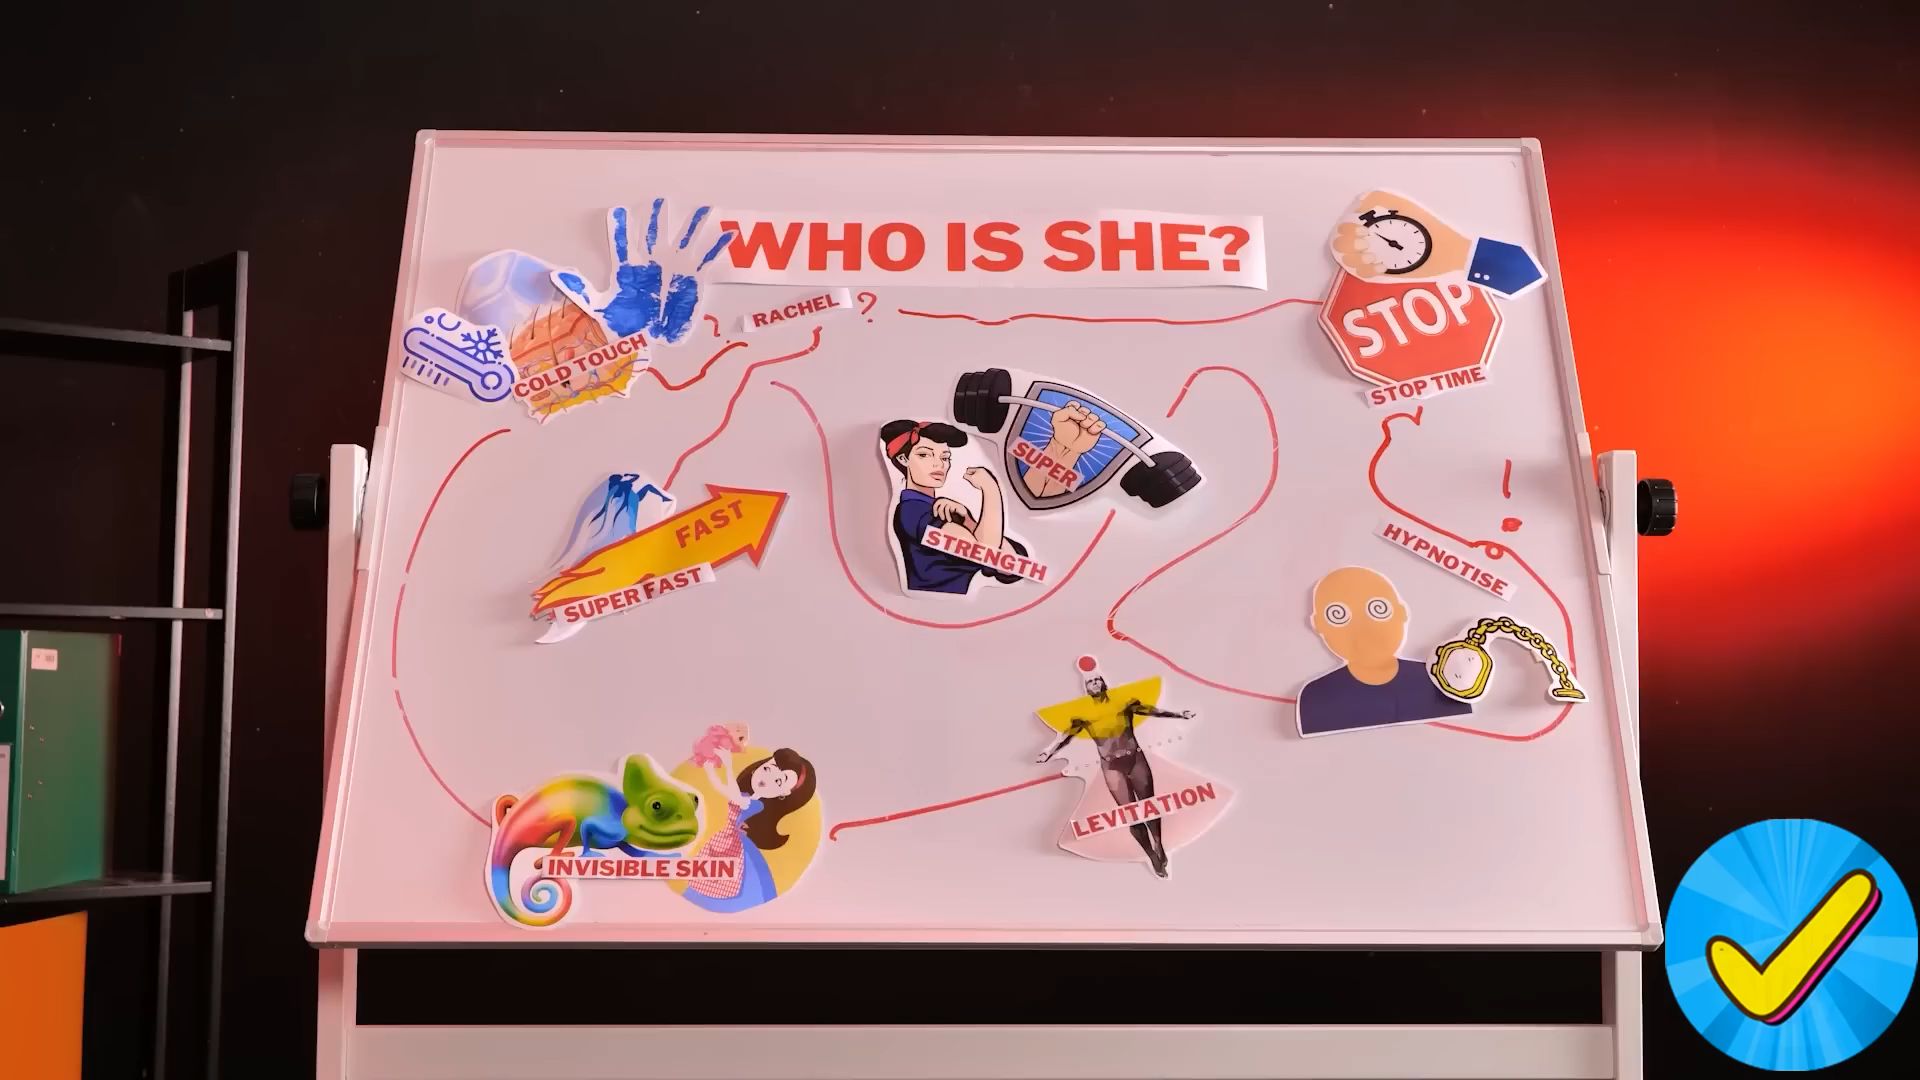 WHO IS SHE?
RACHEL ?
?
COLD TOUCH
STOP
STOP TIME
SUPER
STRENGTH
FAST
SUPER FAST
!
HYPNOTISE
LEVITATION
INVISIBLE SKIN